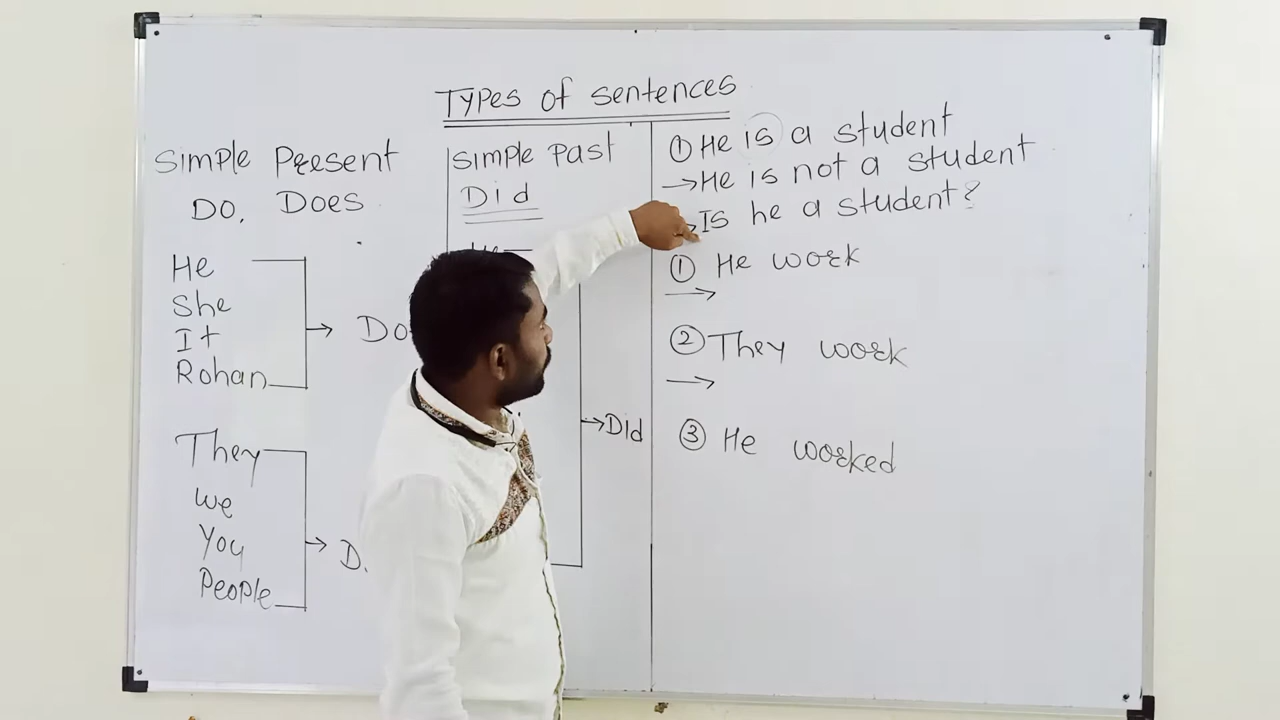 Types of sentences
Simple Present
DO, Does
He
She
It
Rohan
They
We
You
People
Simple Past
Did
He
Did
① He is a student
→ He is not a student
Is he a student?
① He work
→
② They work
→
③ He worked